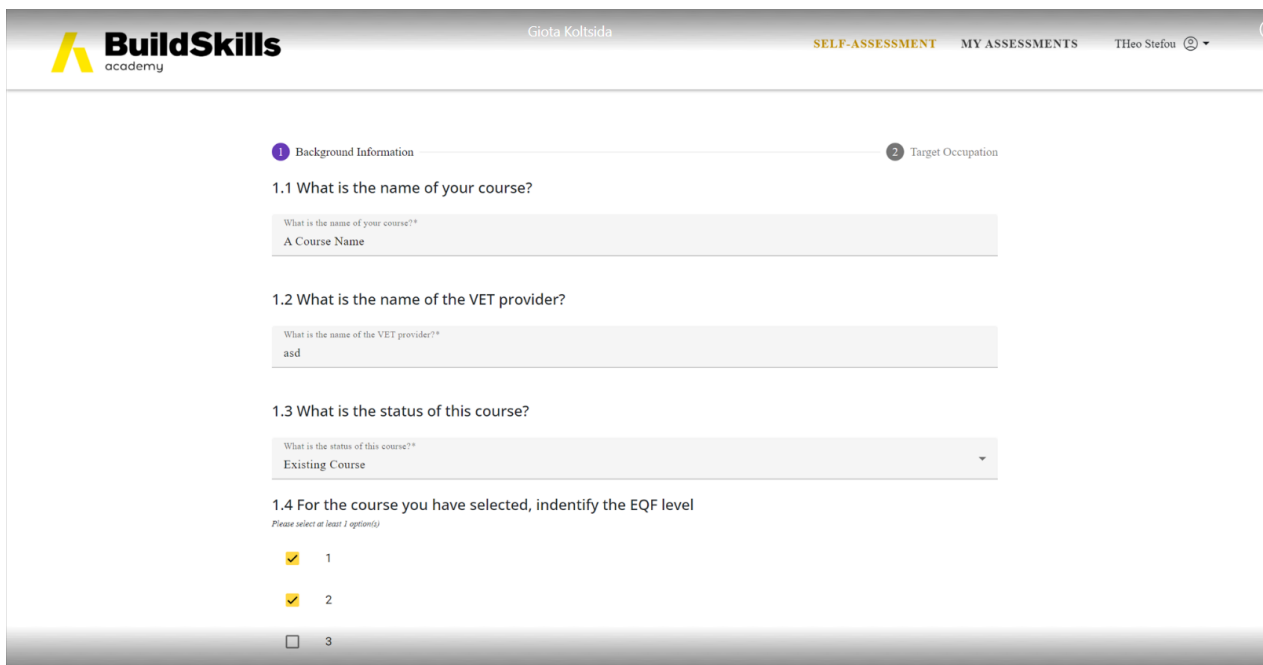 BuildSkills
academy
Giota Koltsida
SELF-ASSESSMENT
MY ASSESSMENTS
THeo Stefou
1 Background Information
2 Target Occupation
1.1 What is the name of your course?
What is the name of your course?*
A Course Name
1.2 What is the name of the VET provider?
What is the name of the VET provider?*
asd
1.3 What is the status of this course?
What is the status of this course?*
Existing Course
1.4 For the course you have selected, indentify the EQF level
Please select at least 1 option(s)
1
2
3